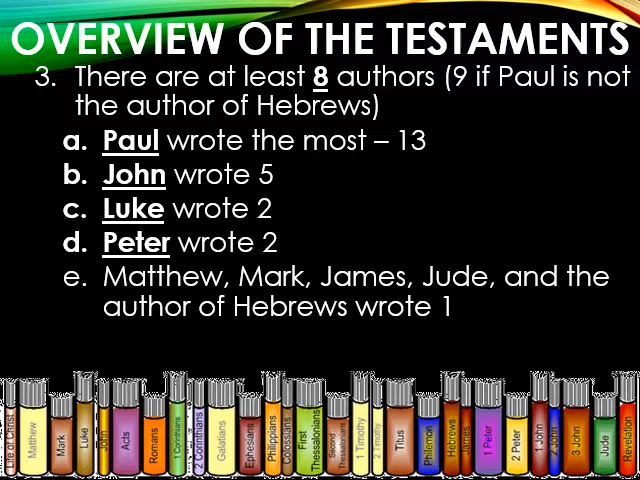 OVERVIEW OF THE TESTAMENTS
3. There are at least 8 authors (9 if Paul is not
the author of Hebrews)
a. Paul wrote the most – 13
b. John wrote 5
c. Luke wrote 2
d. Peter wrote 2
e. Matthew, Mark, James, Jude, and the
author of Hebrews wrote 1
Life of Christ
Matthew
Mark
Luke
John
Acts
Romans
1 Corinthians
2 Corinthians
Galatians
Ephesians
Philippians
Colossians
First
Thessalonians
Second
Thessalonians
1 Timothy
2 Timothy
Titus
Philemon
Hebrews
James
1 Peter
2 Peter
1 John
2 John
3 John
Jude
Revelation